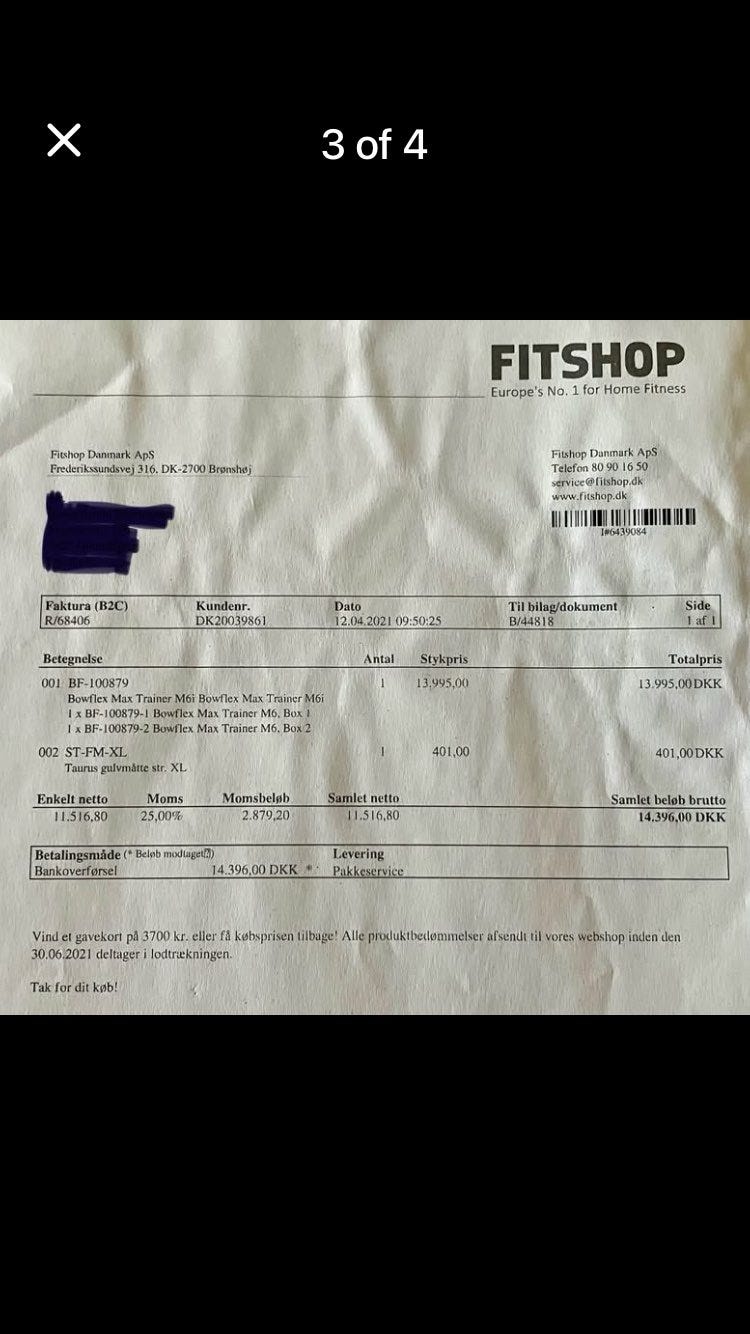 3 of 4
FITSHOP
Europe's No. 1 for Home Fitness
Fitshop Danmark ApS
Frederikssundsvej 316, DK-2700 Brønshøj
Fitshop Danmark ApS
Telefon 80 90 16 50
service@fitshop.dk
www.fitshop.dk
I#6439084
Faktura (B2C) Kundenr. Dato Til bilag/dokument Side
R/68406 DK20039861 12.04.2021 09:50:25 B/44818 1 af 1
Betegnelse Antal Stykpris Totalpris
001 BF-100879 1 13.995,00 13.995,00 DKK
Bowflex Max Trainer M6i Bowflex Max Trainer M6i
1 x BF-100879-1 Bowflex Max Trainer M6, Box 1
1 x BF-100879-2 Bowflex Max Trainer M6, Box 2
002 ST-FM-XL 1 401,00 401,00 DKK
Taurus gulvmåtte str. XL
Enkelt netto Moms Momsbeløb Samlet netto Samlet beløb brutto
11.516,80 25,00% 2.879,20 11.516,80 14.396,00 DKK
Betalingsmåde (* Beløb modtaget⍰) Levering
Bankoverførsel 14.396,00 DKK * Pakkeservice
Vind et gavekort på 3700 kr. eller få købsprisen tilbage! Alle produktbedømmelser afsendt til vores webshop inden den
30.06.2021 deltager i lodtrækningen.
Tak for dit køb!